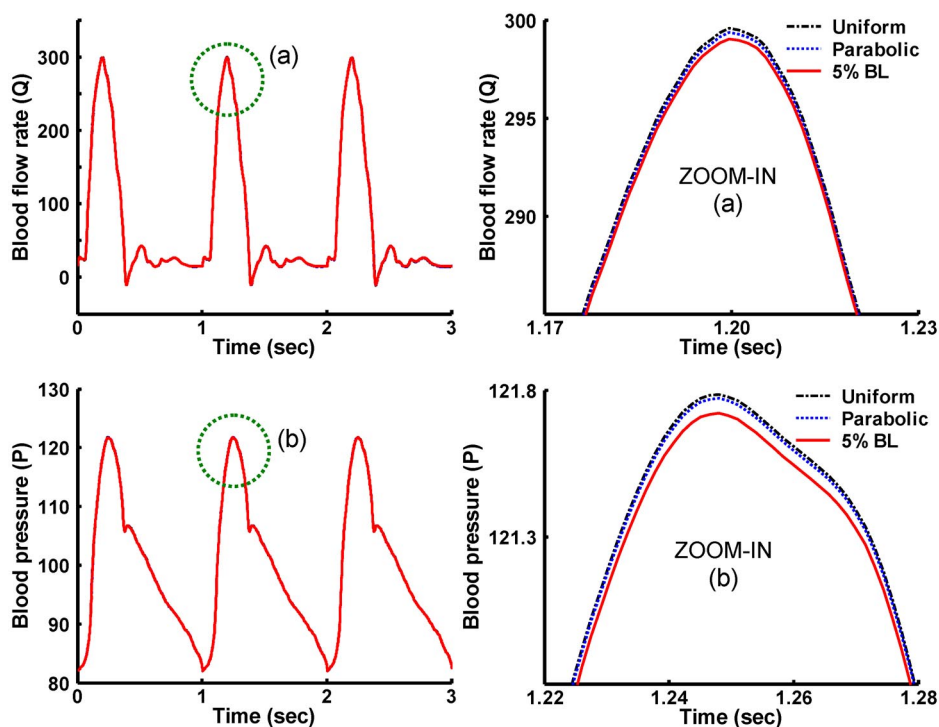 Blood flow rate (Q)
300
200
100
0
(a)
0
1
2
3
Time (sec)
Blood flow rate (Q)
300
295
290
Uniform
Parabolic
5% BL
ZOOM-IN
(a)
1.17
1.20
1.23
Time (sec)
Blood pressure (P)
130
120
110
100
90
80
(b)
0
1
2
3
Time (sec)
Blood pressure (P)
121.8
121.3
Uniform
Parabolic
5% BL
ZOOM-IN
(b)
1.22
1.24
1.26
1.28
Time (sec)